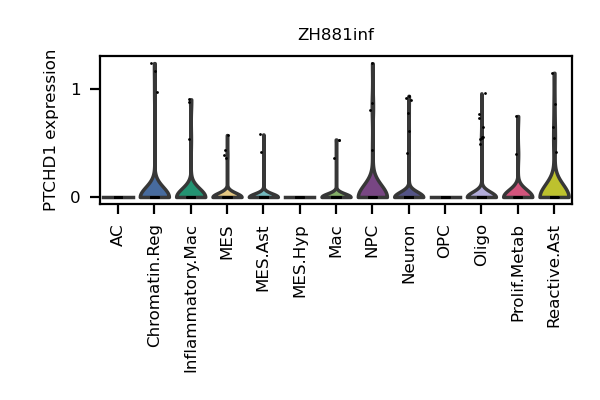 ZH881inf
PTCHD1 expression
1
0
AC
Chromatin.Reg
Inflammatory.Mac
MES
MES.Ast
MES.Hyp
Mac
NPC
Neuron
OPC
Oligo
Prolif.Metab
Reactive.Ast